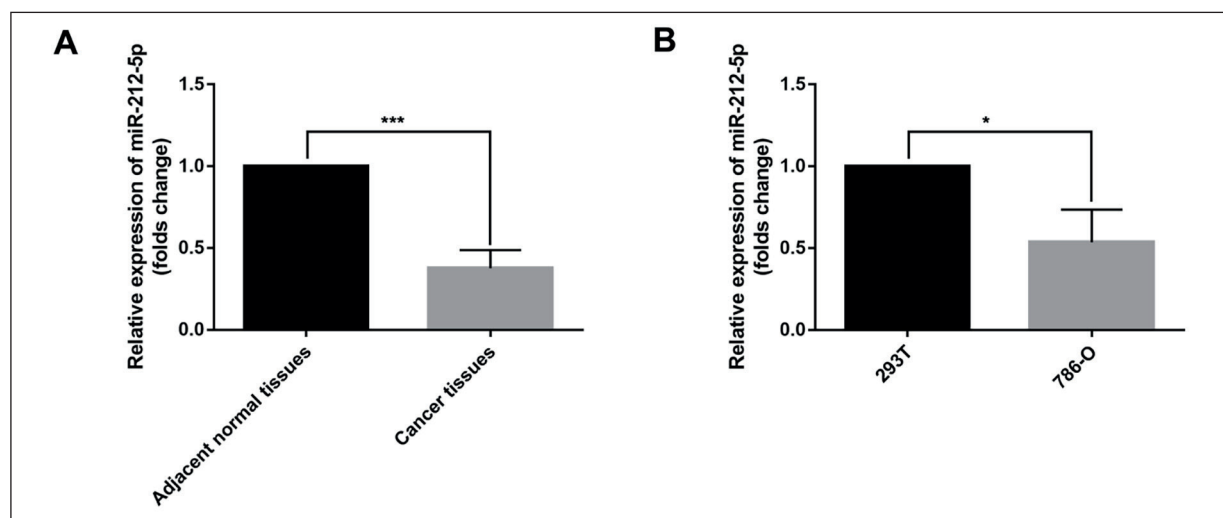 A
Relative expression of miR-212-5p
(folds change)
1.5
1.0
0.5
0.0
***
Adjacent normal tissues
Cancer tissues
B
Relative expression of miR-212-5p
(folds change)
1.5
1.0
0.5
0.0
*
293T
786-O